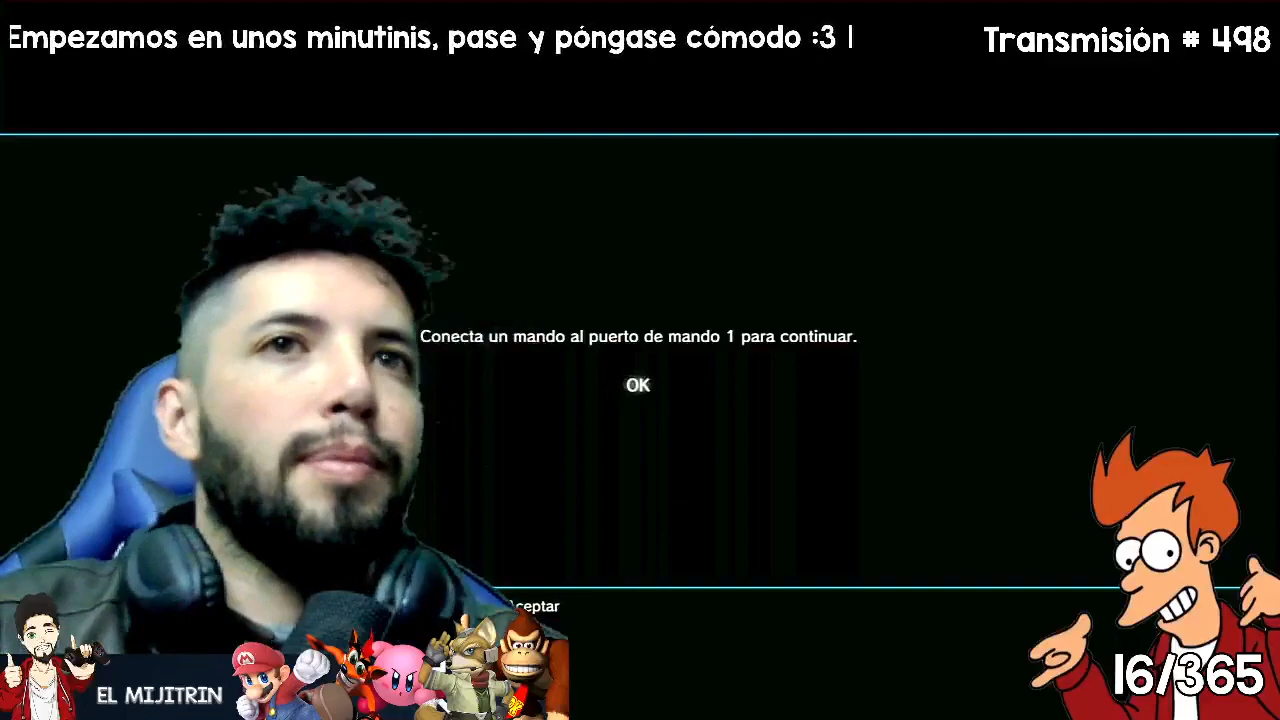 Empezamos en unos minutinis, pase y póngase cómodo :3 |
Transmisión # 498
Conecta un mando al puerto de mando 1 para continuar.
OK
Aceptar
EL MIJITRIN
16/365